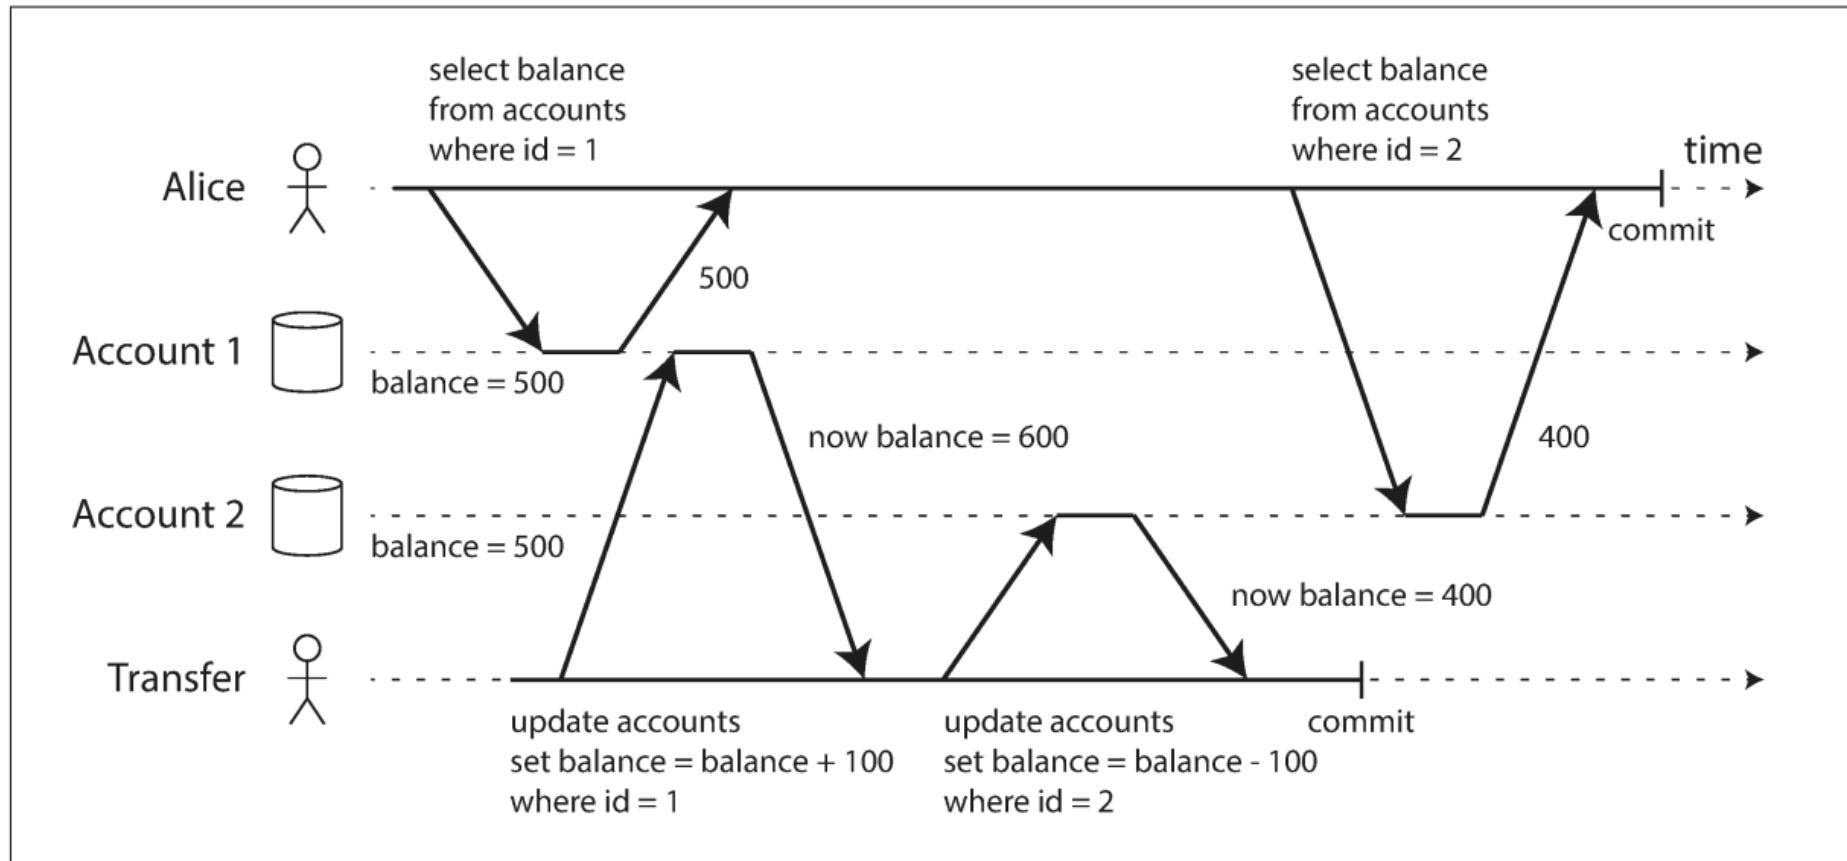 select balance
from accounts
where id = 1
select balance
from accounts
where id = 2
time
Alice
commit
500
Account 1
balance = 500
now balance = 600
400
Account 2
balance = 500
now balance = 400
Transfer
update accounts
set balance = balance + 100
where id = 1
update accounts
set balance = balance - 100
where id = 2
commit